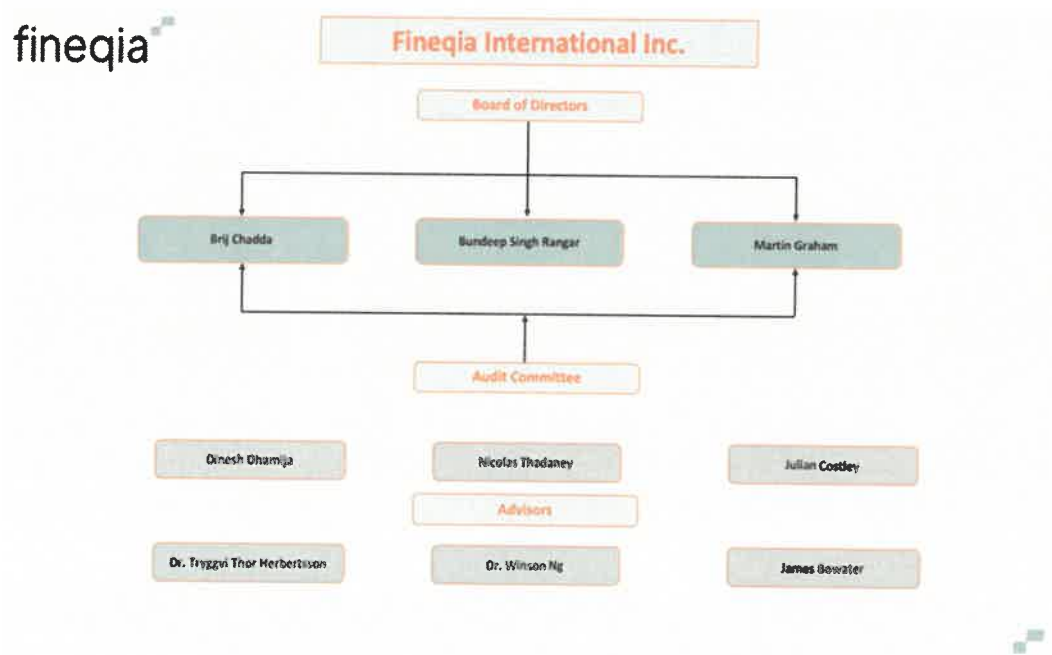 fineqia
Fineqia International Inc.
Board of Directors
Brij Chadda
Bundeep Singh Rangar
Martin Graham
Audit Committee
Dinesh Dhamija
Nicolas Thadaney
Julian Costley
Advisors
Dr. Tryggvi Thor Herbertsson
Dr. Winson Ng
James Bowater